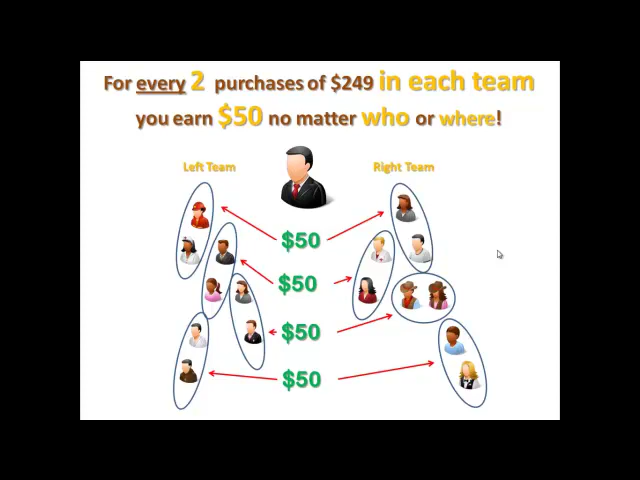 For every 2 purchases of $249 in each team
you earn $50 no matter who or where!
Left Team
Right Team
$50
$50
$50
$50